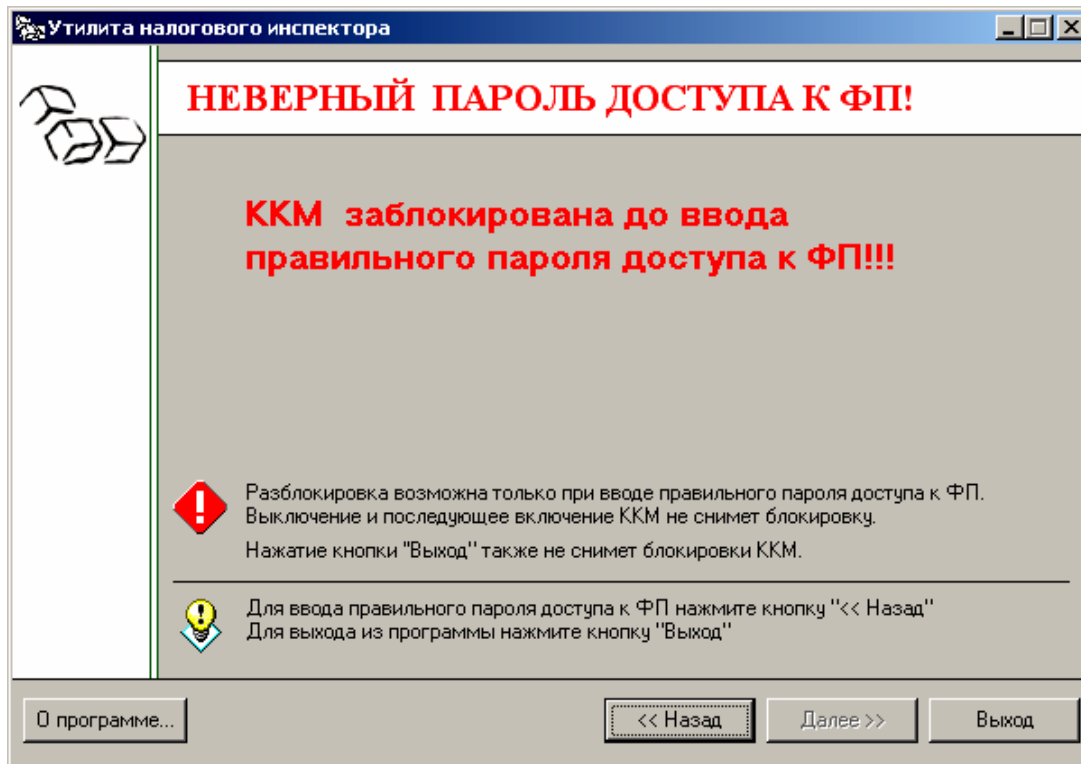 Утилита налогового инспектора
НЕВЕРНЫЙ ПАРОЛЬ ДОСТУПА К ФП!
ККМ заблокирована до ввода
правильного пароля доступа к ФП!!!
Разблокировка возможна только при вводе правильного пароля доступа к ФП.
Выключение и последующее включение ККМ не снимет блокировку.
Нажатие кнопки "Выход" также не снимет блокировки ККМ.
Для ввода правильного пароля доступа к ФП нажмите кнопку "<< Назад"
Для выхода из программы нажмите кнопку "Выход"
О программе...
<< Назад
Далее >>
Выход